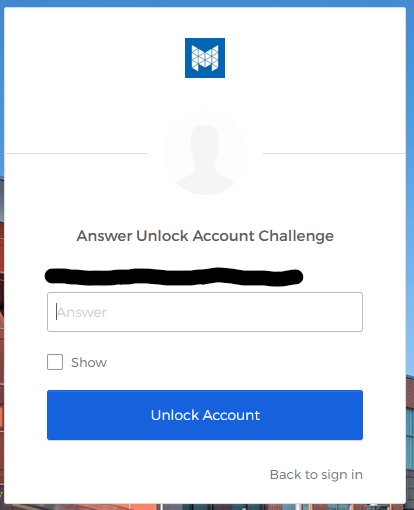 Answer Unlock Account Challenge
Answer
Show
Unlock Account
Back to sign in